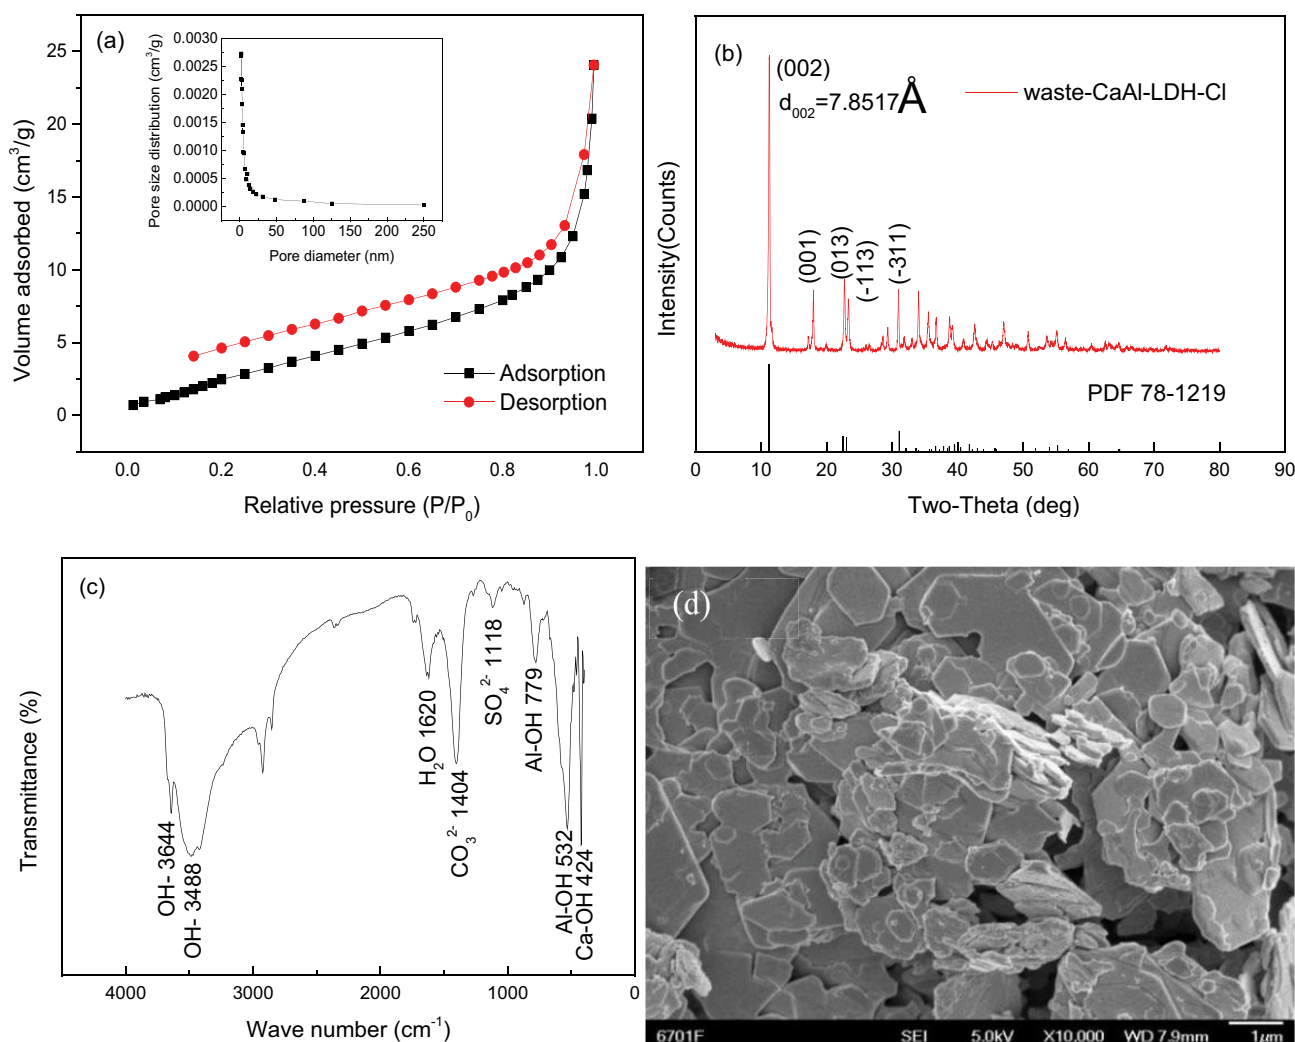 (a)
Volume adsorbed (cm³/g)
25
20
15
10
5
0
0.0 0.2 0.4 0.6 0.8 1.0
Relative pressure (P/P₀)
Adsorption
Desorption
Pore size distribution (cm³/g)
0.0030
0.0025
0.0020
0.0015
0.0010
0.0005
0.0000
0 50 100 150 200 250
Pore diameter (nm)
(b)
Intensity(Counts)
(002)
d₀₀₂=7.8517Å
waste-CaAl-LDH-Cl
(001)
(013)
(-113)
(-311)
PDF 78-1219
0 10 20 30 40 50 60 70 80 90
Two-Theta (deg)
(c)
Transmittance (%)
OH- 3644
OH- 3488
H₂O 1620
CO₃²⁻ 1404
SO₄²⁻ 1118
Al-OH 779
Al-OH 532
Ca-OH 424
4000 3000 2000 1000 0
Wave number (cm⁻¹)
(d)
6701F SEI 5.0kV X10,000 WD 7.9mm 1µm